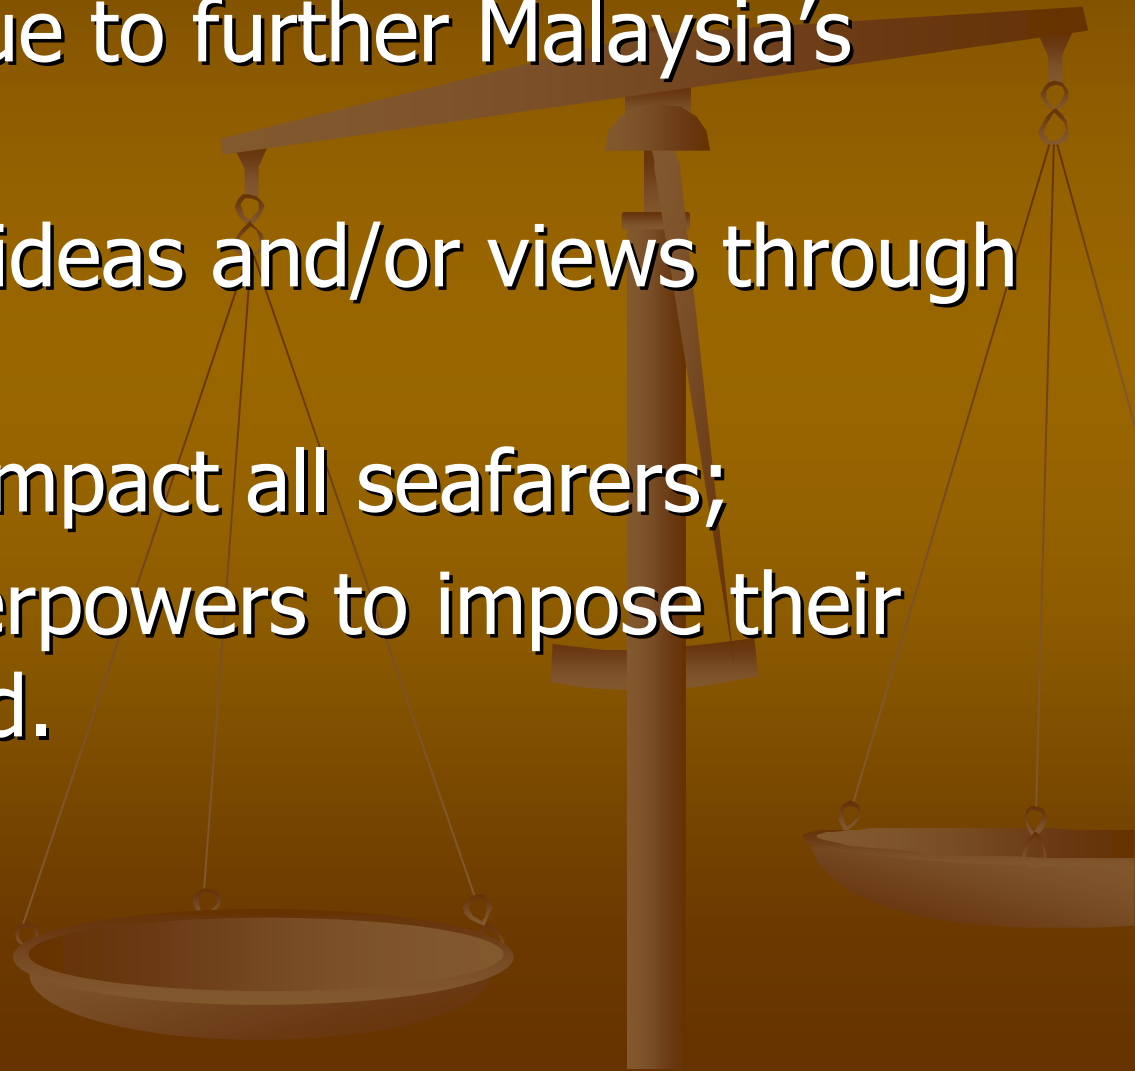 ue to further Malaysia’s
ideas and/or views through
mpact all seafarers;
erpowers to impose their
d.